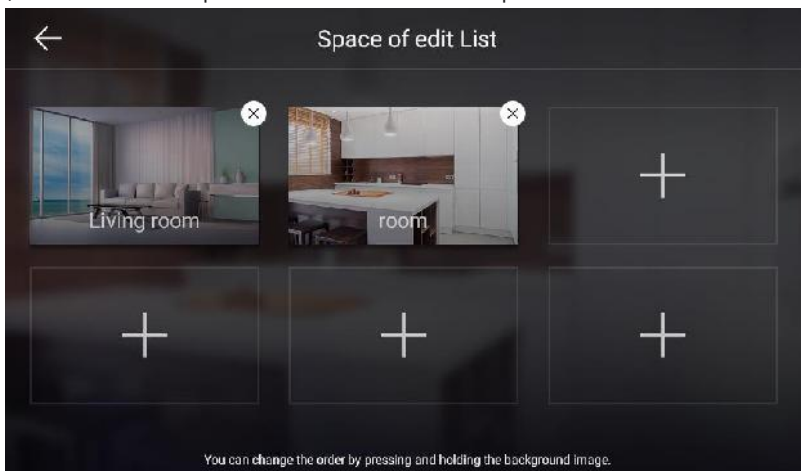 Space of edit List
Living room
room
You can change the order by pressing and holding the background image.